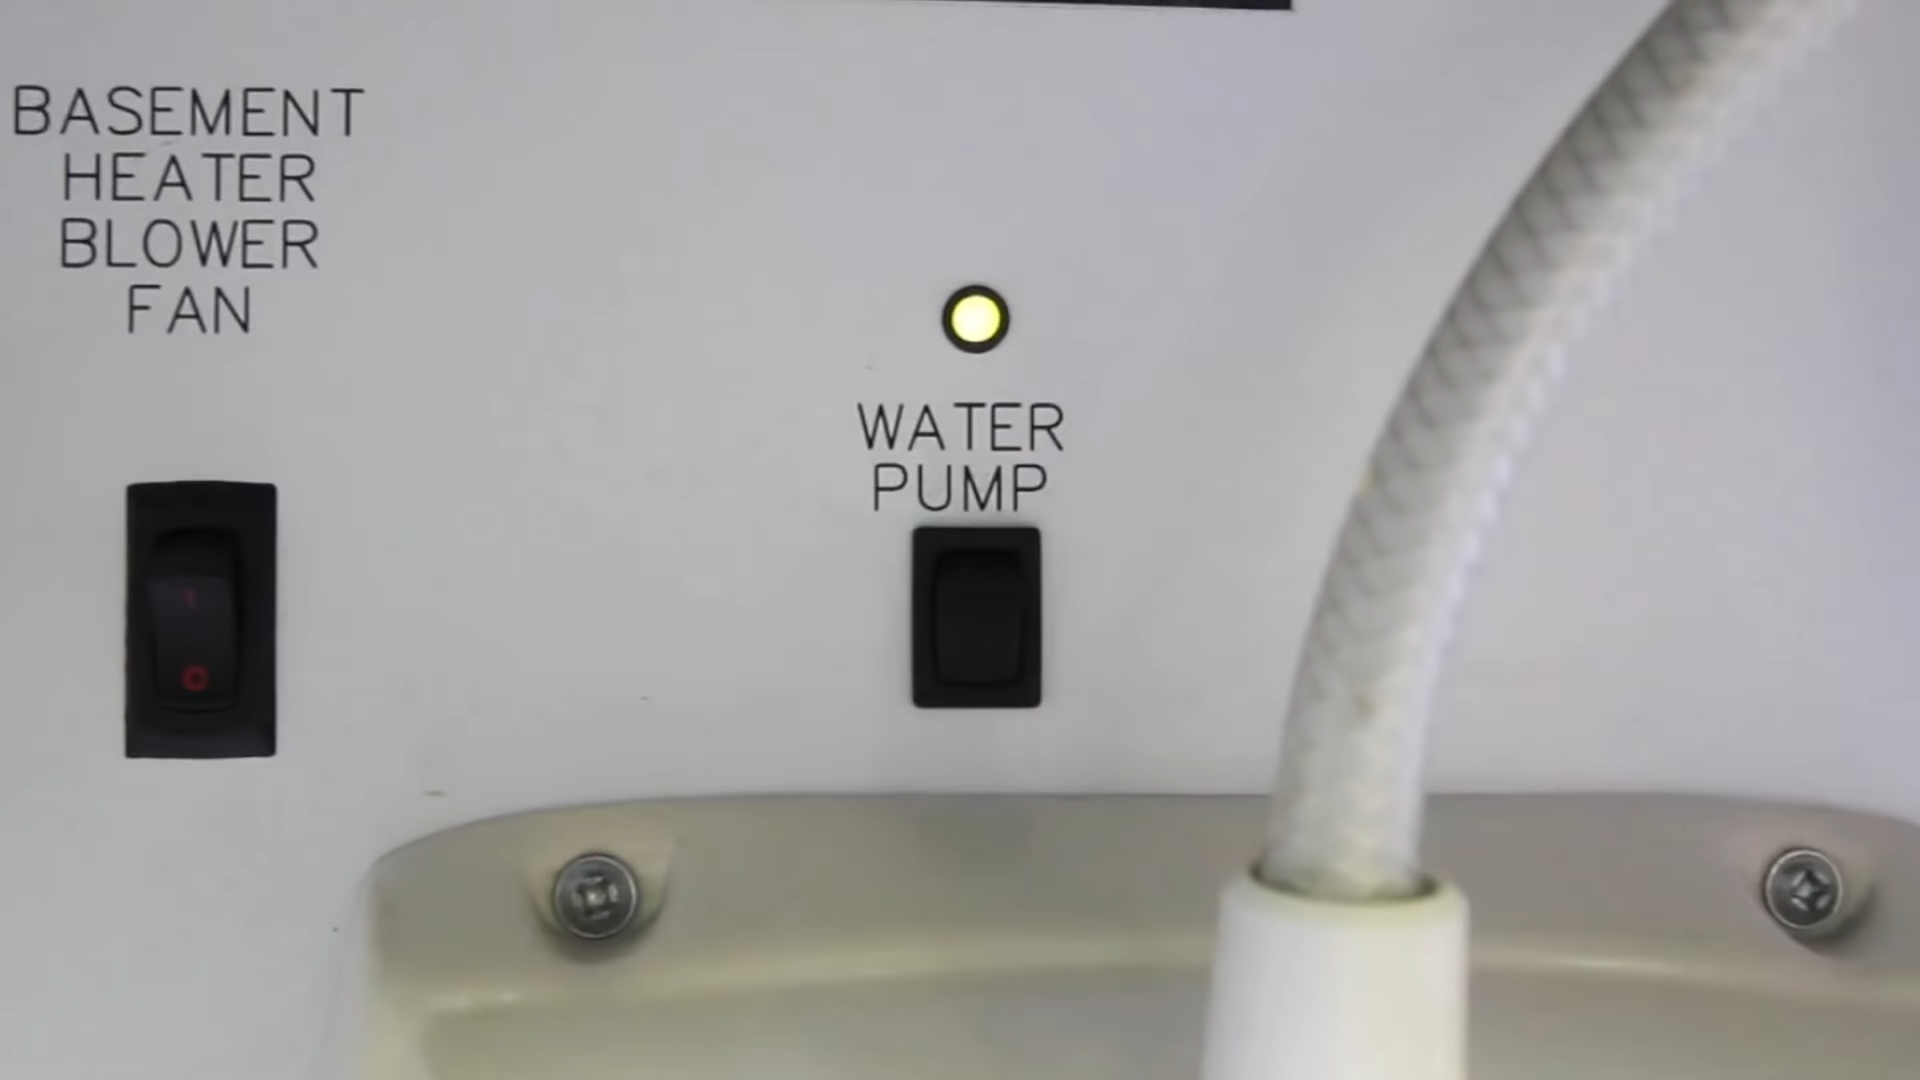 BASEMENT
HEATER
BLOWER
FAN
WATER
PUMP
I
O